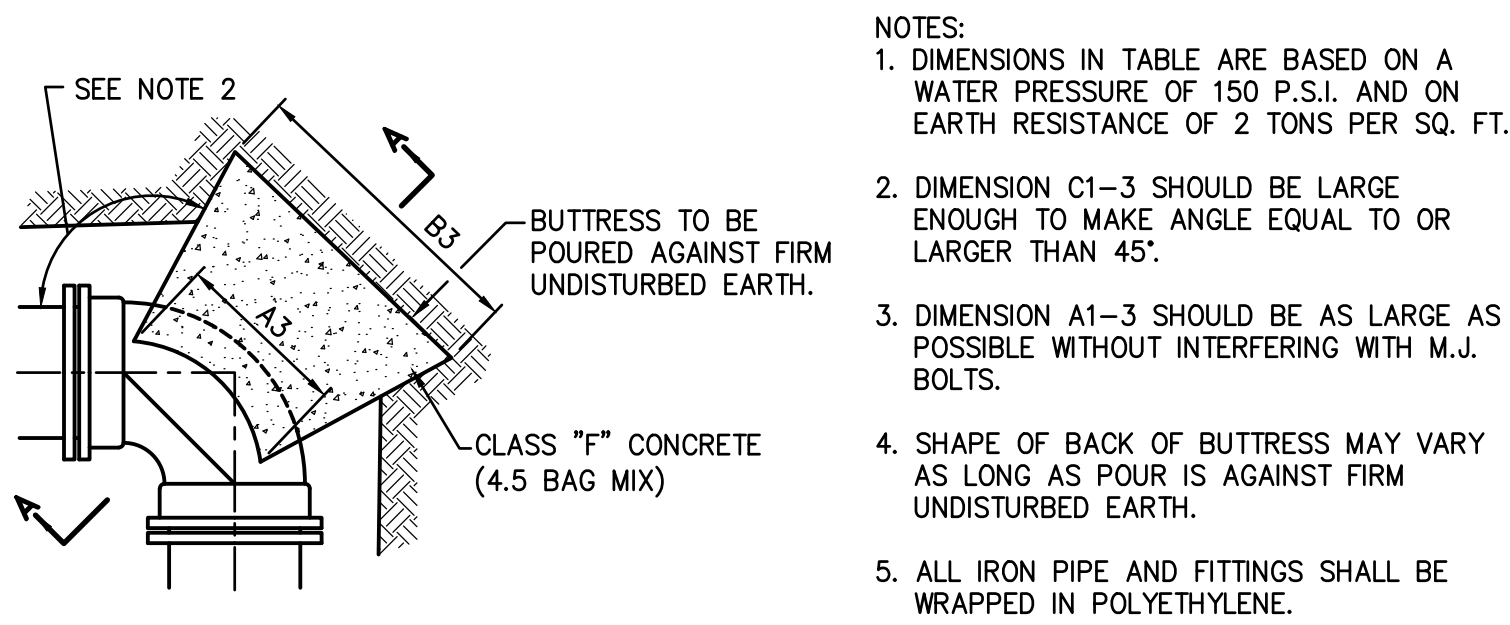 SEE NOTE 2
A
B3
BUTTRESS TO BE
POURED AGAINST FIRM
UNDISTURBED EARTH.
A3
CLASS "F" CONCRETE
(4.5 BAG MIX)
A
NOTES:
1. DIMENSIONS IN TABLE ARE BASED ON A
WATER PRESSURE OF 150 P.S.I. AND ON
EARTH RESISTANCE OF 2 TONS PER SQ. FT.
2. DIMENSION C1-3 SHOULD BE LARGE
ENOUGH TO MAKE ANGLE EQUAL TO OR
LARGER THAN 45°.
3. DIMENSION A1-3 SHOULD BE AS LARGE AS
POSSIBLE WITHOUT INTERFERING WITH M.J.
BOLTS.
4. SHAPE OF BACK OF BUTTRESS MAY VARY
AS LONG AS POUR IS AGAINST FIRM
UNDISTURBED EARTH.
5. ALL IRON PIPE AND FITTINGS SHALL BE
WRAPPED IN POLYETHYLENE.